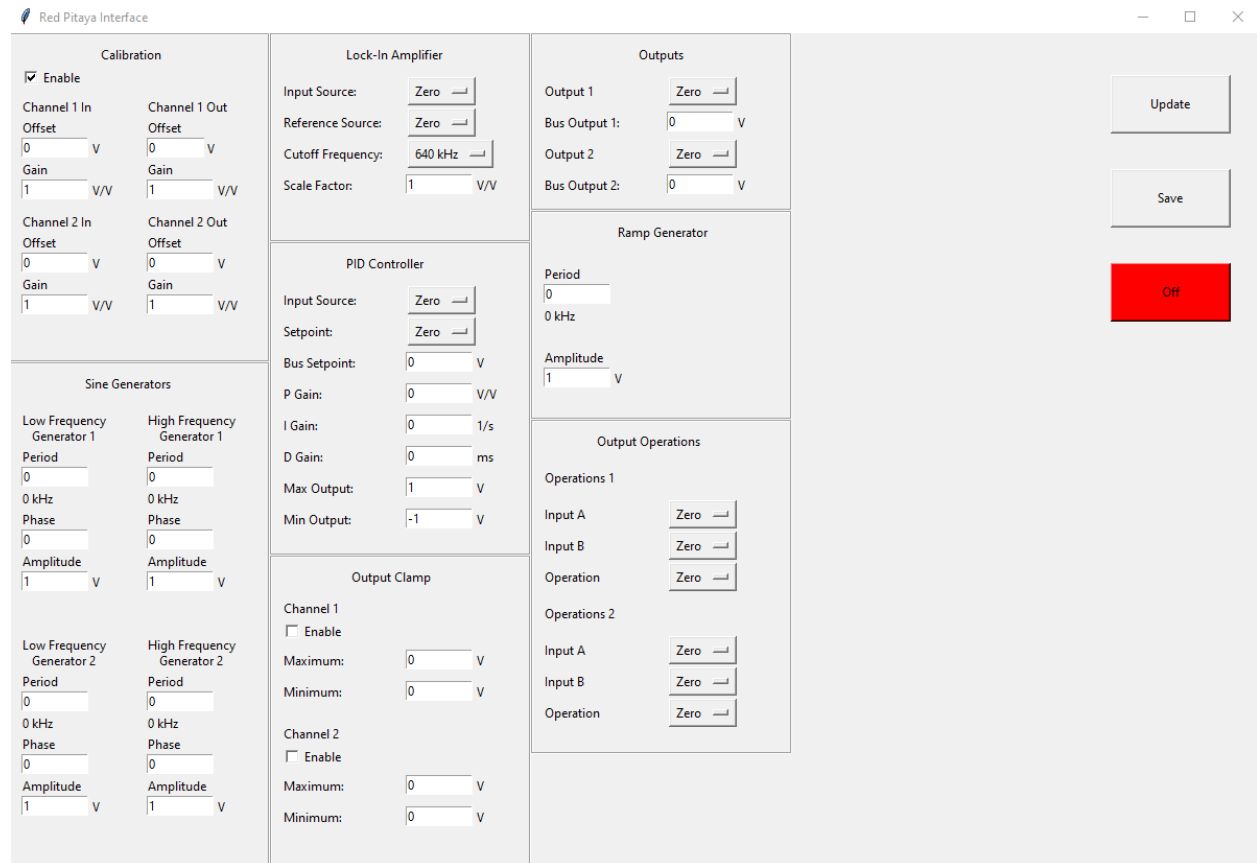 Red Pitaya Interface
Calibration
Enable
Channel 1 In Channel 1 Out
Offset Offset
0 V 0 V
Gain Gain
1 V/V 1 V/V
Channel 2 In Channel 2 Out
Offset Offset
0 V 0 V
Gain Gain
1 V/V 1 V/V
Sine Generators
Low Frequency High Frequency
Generator 1 Generator 1
Period Period
0 0
0 kHz 0 kHz
Phase Phase
0 0
Amplitude Amplitude
1 V 1 V
Low Frequency High Frequency
Generator 2 Generator 2
Period Period
0 0
0 kHz 0 kHz
Phase Phase
0 0
Amplitude Amplitude
1 V 1 V
Lock-In Amplifier
Input Source: Zero
Reference Source: Zero
Cutoff Frequency: 640 kHz
Scale Factor: 1 V/V
PID Controller
Input Source: Zero
Setpoint: Zero
Bus Setpoint: 0 V
P Gain: 0 V/V
I Gain: 0 1/s
D Gain: 0 ms
Max Output: 1 V
Min Output: -1 V
Output Clamp
Channel 1
Enable
Maximum: 0 V
Minimum: 0 V
Channel 2
Enable
Maximum: 0 V
Minimum: 0 V
Outputs
Output 1 Zero
Bus Output 1: 0 V
Output 2 Zero
Bus Output 2: 0 V
Ramp Generator
Period
0
0 kHz
Amplitude
1 V
Output Operations
Operations 1
Input A Zero
Input B Zero
Operation Zero
Operations 2
Input A Zero
Input B Zero
Operation Zero
Update
Save
Off